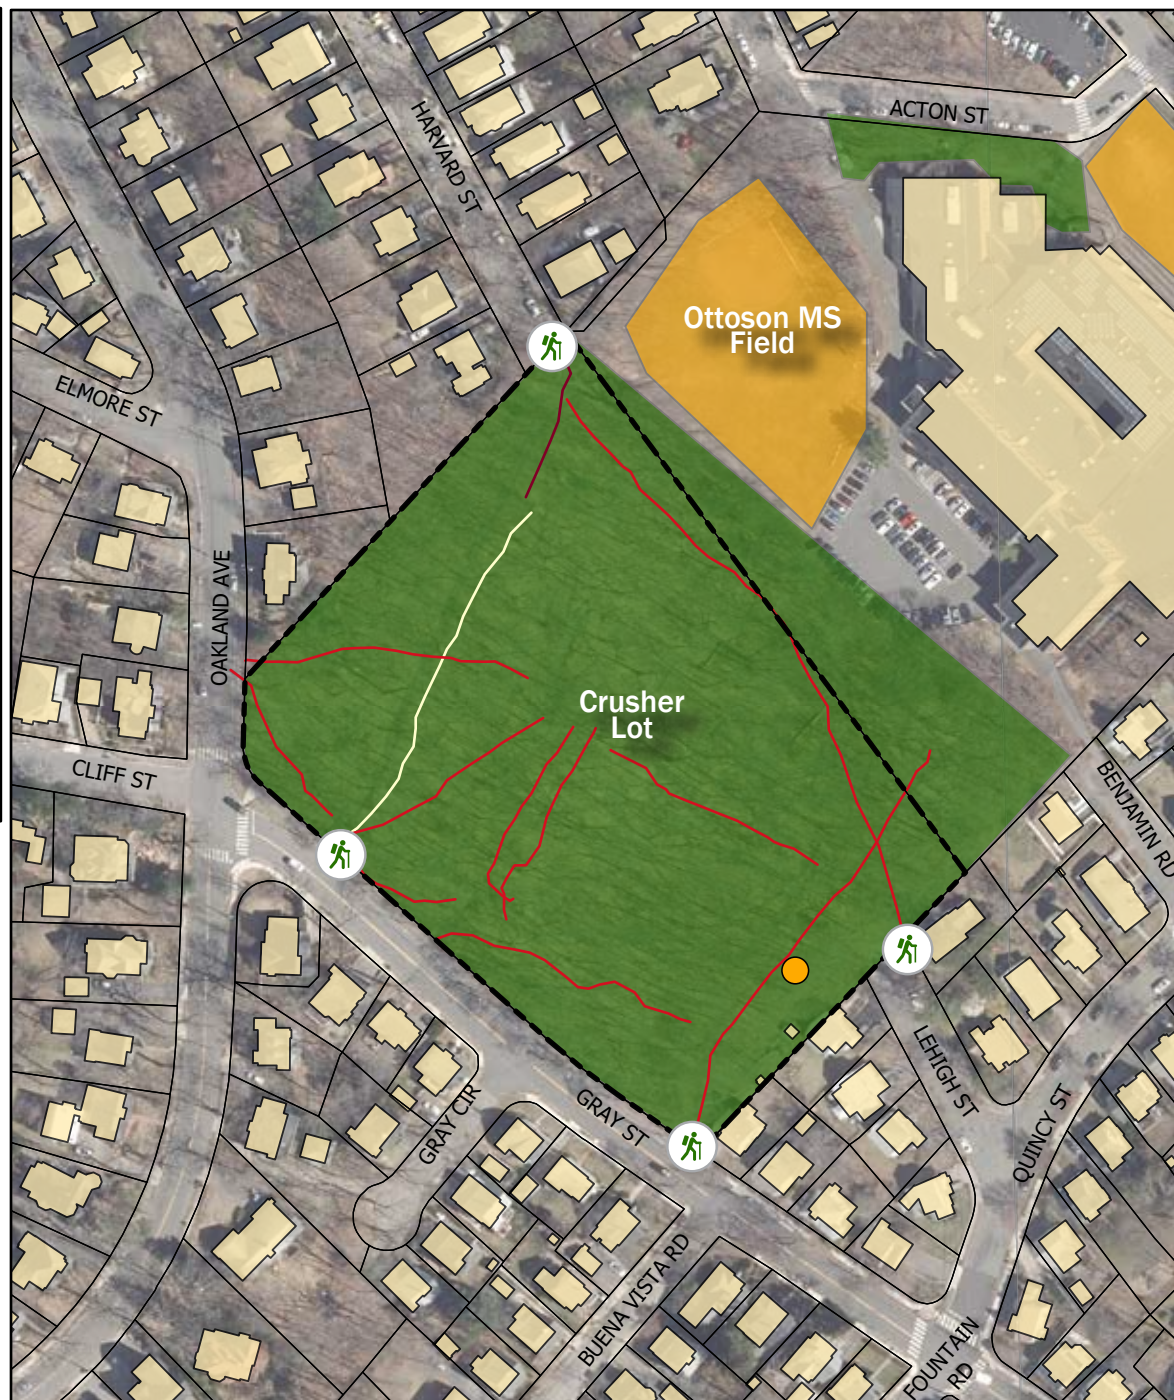 ACTON ST
HARVARD ST
Ottoson MS
Field
ELMORE ST
OAKLAND AVE
Crusher
Lot
CLIFF ST
BENJAMIN RD
LEHIGH ST
GRAY ST
GRAY CIR
QUINCY ST
BUENA VISTA RD
FOUNTAIN
RD